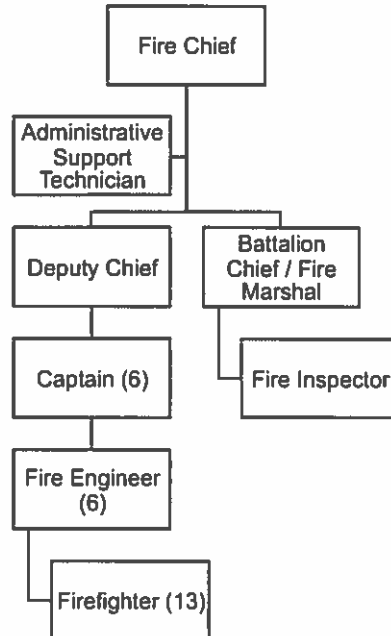 Fire Chief
Administrative
Support
Technician
Deputy Chief
Battalion
Chief / Fire
Marshal
Captain (6)
Fire Inspector
Fire Engineer
(6)
Firefighter (13)